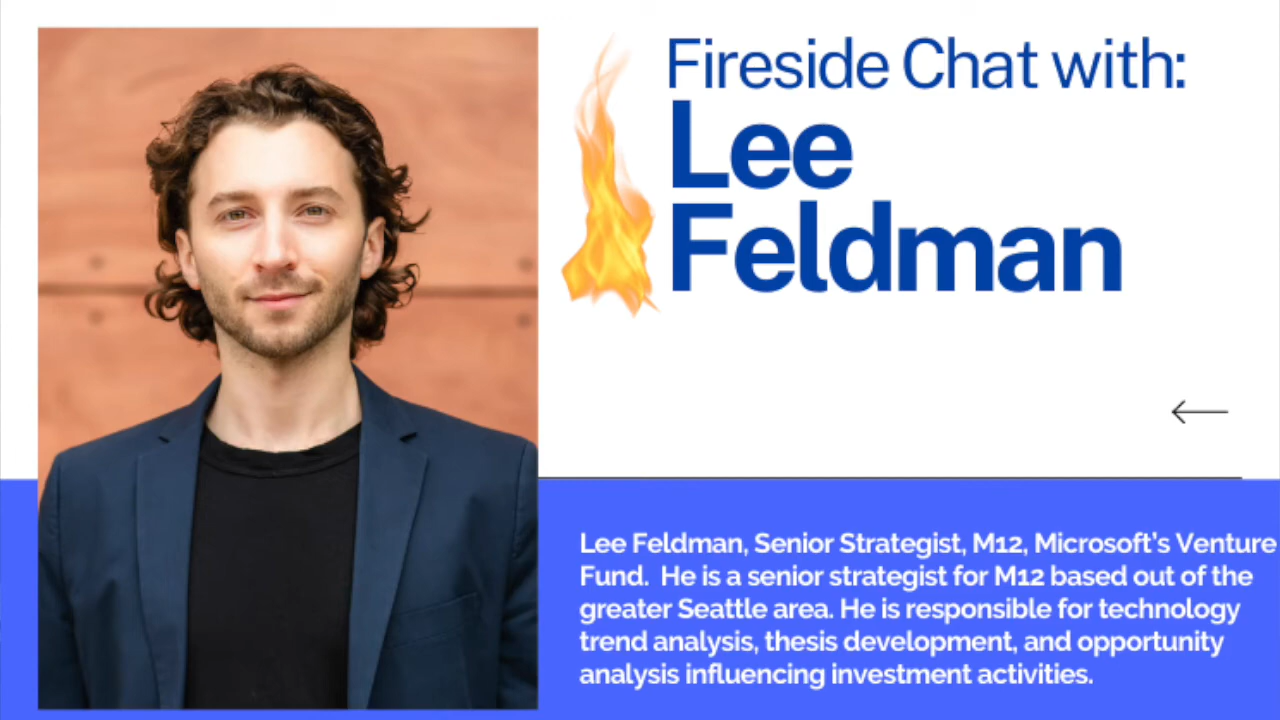 Fireside Chat with:
Lee
Feldman
Lee Feldman, Senior Strategist, M12, Microsoft's Venture
Fund.  He is a senior strategist for M12 based out of the
greater Seattle area. He is responsible for technology
trend analysis, thesis development, and opportunity
analysis influencing investment activities.